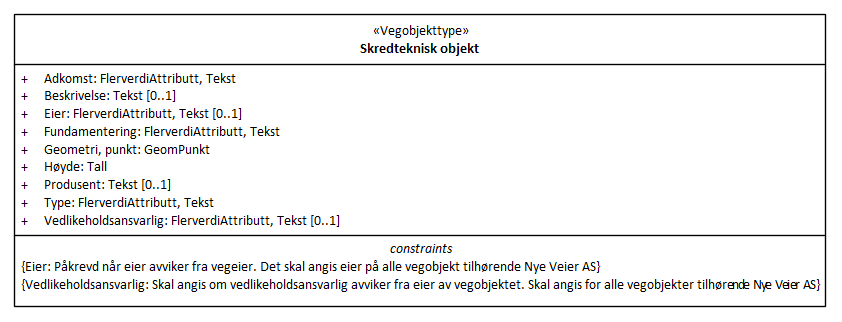 «Vegobjekttype»
Skredteknisk objekt
+ Adkomst: FlerverdiAttributt, Tekst
+ Beskrivelse: Tekst [0..1]
+ Eier: FlerverdiAttributt, Tekst [0..1]
+ Fundamentering: FlerverdiAttributt, Tekst
+ Geometri, punkt: GeomPunkt
+ Høyde: Tall
+ Produsent: Tekst [0..1]
+ Type: FlerverdiAttributt, Tekst
+ Vedlikeholdsansvarlig: FlerverdiAttributt, Tekst [0..1]
constraints
{Eier: Påkrevd når eier avviker fra vegeier. Det skal angis eier på alle vegobjekt tilhørende Nye Veier AS}
{Vedlikeholdsansvarlig: Skal angis om vedlikeholdsansvarlig avviker fra eier av vegobjektet. Skal angis for alle vegobjekter tilhørende Nye Veier AS}